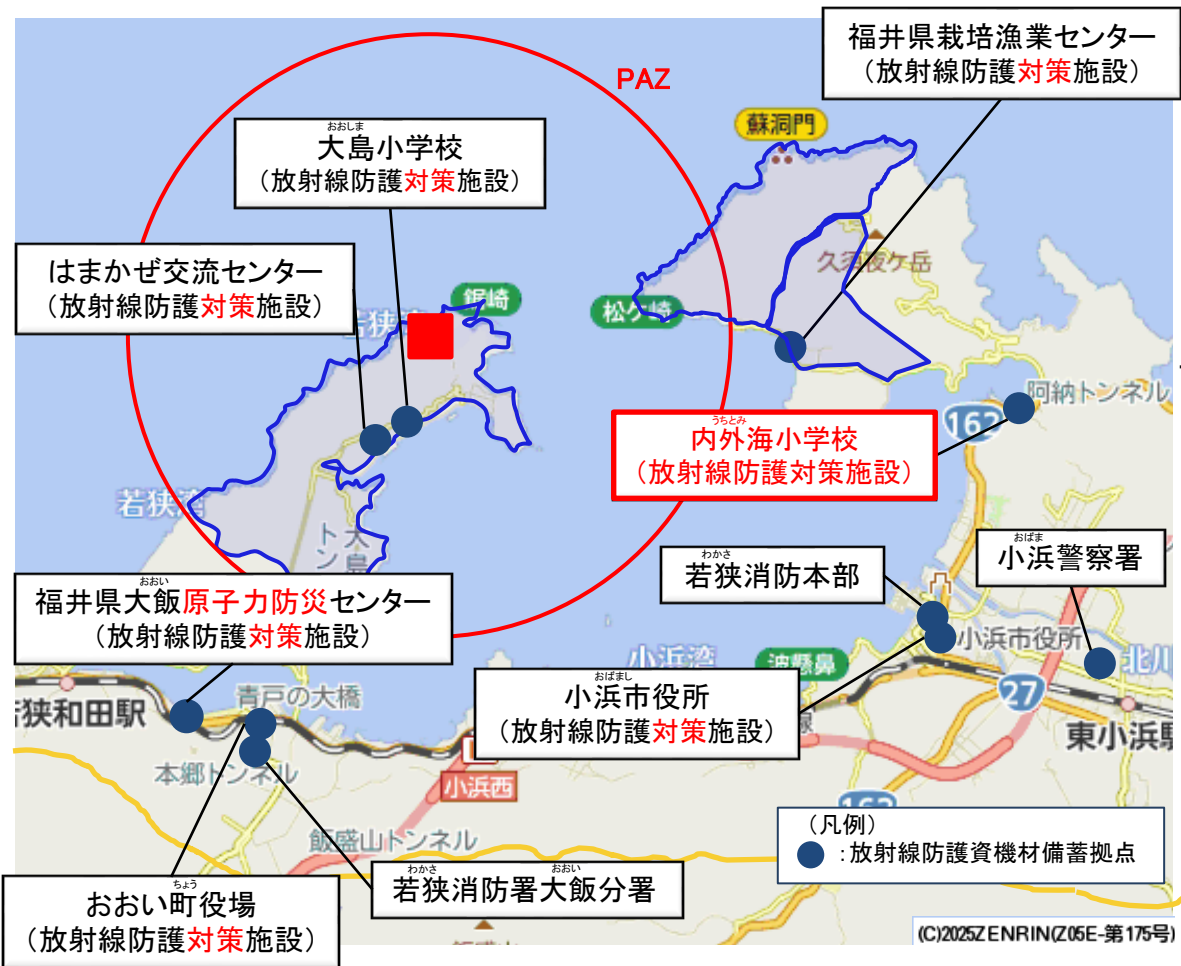 福井県栽培漁業センター
（放射線防護対策施設）
PAZ
蘇洞門
おおしま
大島小学校
（放射線防護対策施設）
はまかぜ交流センター
（放射線防護対策施設）
久須夜ケ岳
鋸崎
松ケ崎
若狭
阿納トンネル
162
うちとみ
内外海小学校
（放射線防護対策施設）
若狭湾
大島
トン
わかさ
若狭消防本部
おばま
小浜警察署
おおい
福井県大飯原子力防災センター
（放射線防護対策施設）
小浜市役所
北川
小浜湾
波懸鼻
おばまし
小浜市役所
（放射線防護対策施設）
27
青戸の大橋
狭和田駅
線
東小浜駅
本郷トンネル
小浜西
162
飯盛山トンネル
（凡例）
：放射線防護資機材備蓄拠点
わかさ おおい
若狭消防署大飯分署
ちょう
おおい町役場
（放射線防護対策施設）
(C)2025ZENRIN(Z05E-第175号)